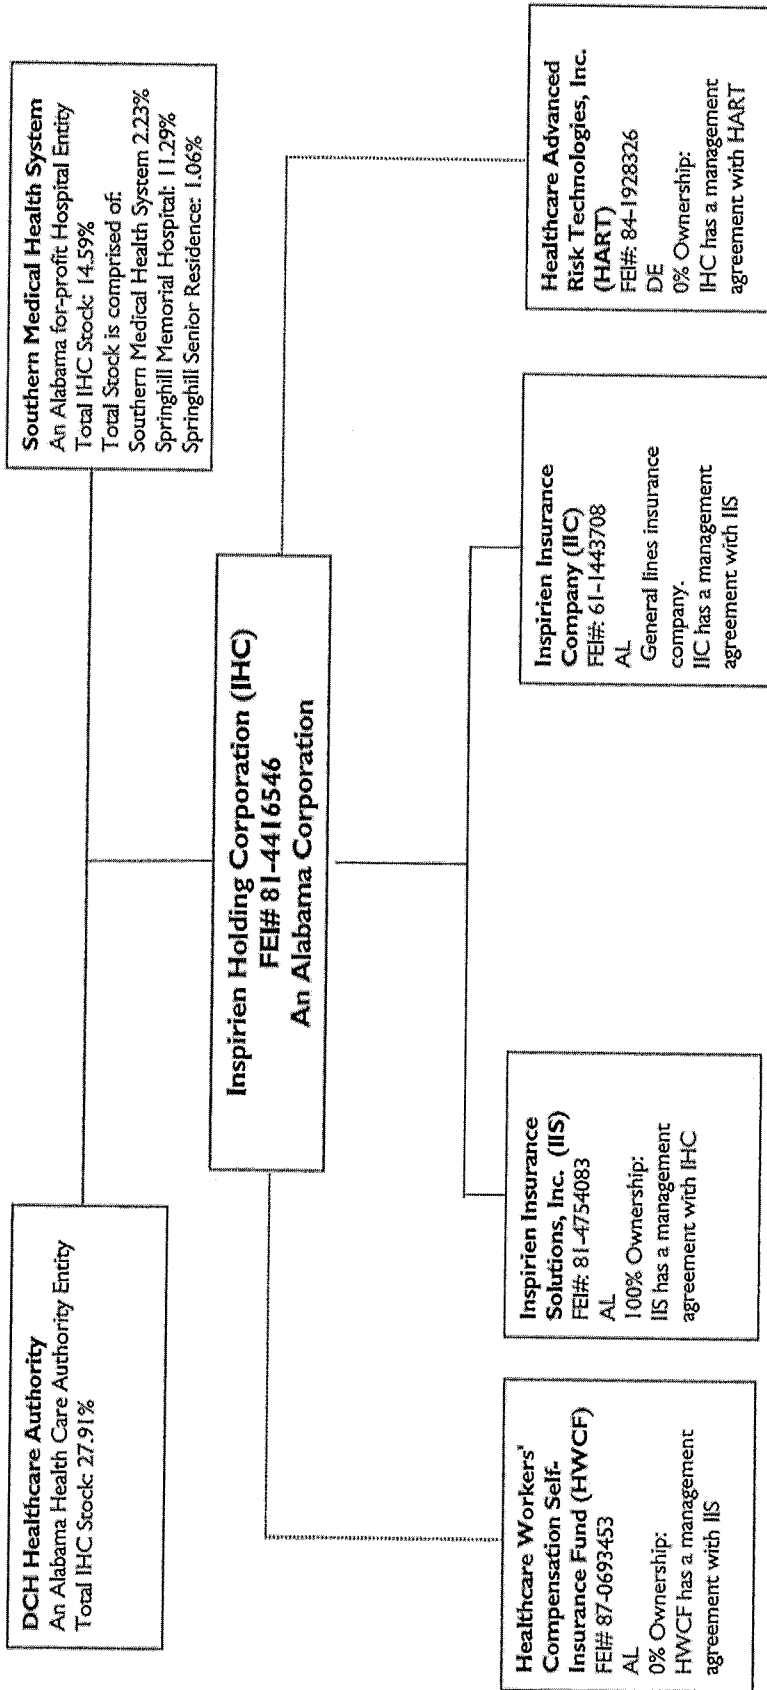 DCH Healthcare Authority
An Alabama Health Care Authority Entity
Total IHC Stock: 27.91%
Southern Medical Health System
An Alabama for-profit Hospital Entity
Total IHC Stock: 14.59%
Total Stock is comprised of:
Southern Medical Health System 2.23%
Springhill Memorial Hospital: 11.29%
Springhill Senior Residence: 1.06%
Inspirien Holding Corporation (IHC)
FEI# 81-4416546
An Alabama Corporation
Healthcare Workers'
Compensation Self-
Insurance Fund (HWCF)
FEI# 87-0693453
AL
0% Ownership:
HWCF has a management
agreement with IIS
Inspirien Insurance
Solutions, Inc. (IIS)
FEI#: 81-4754083
AL
100% Ownership:
IIS has a management
agreement with IHC
Inspirien Insurance
Company (IIC)
FEI#: 61-1443708
AL
General lines insurance
company.
IIC has a management
agreement with IIS
Healthcare Advanced
Risk Technologies, Inc.
(HART)
FEI#: 84-1928326
DE
0% Ownership:
IHC has a management
agreement with HART